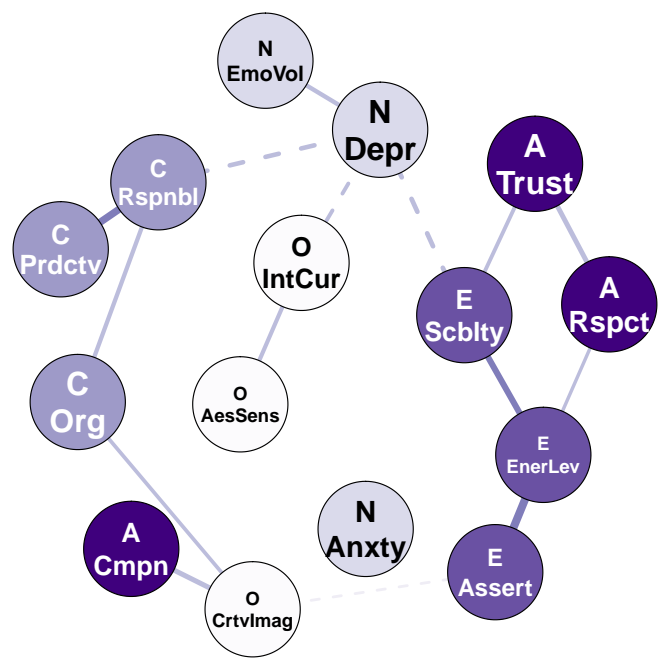 N
EmoVol
N
Depr
A
Trust
C
Rspnbl
C
Prdctv
O
IntCur
E
Scblty
A
Rspct
C
Org
O
AesSens
E
EnerLev
A
Cmpn
N
Anxty
E
Assert
O
CrtvImag